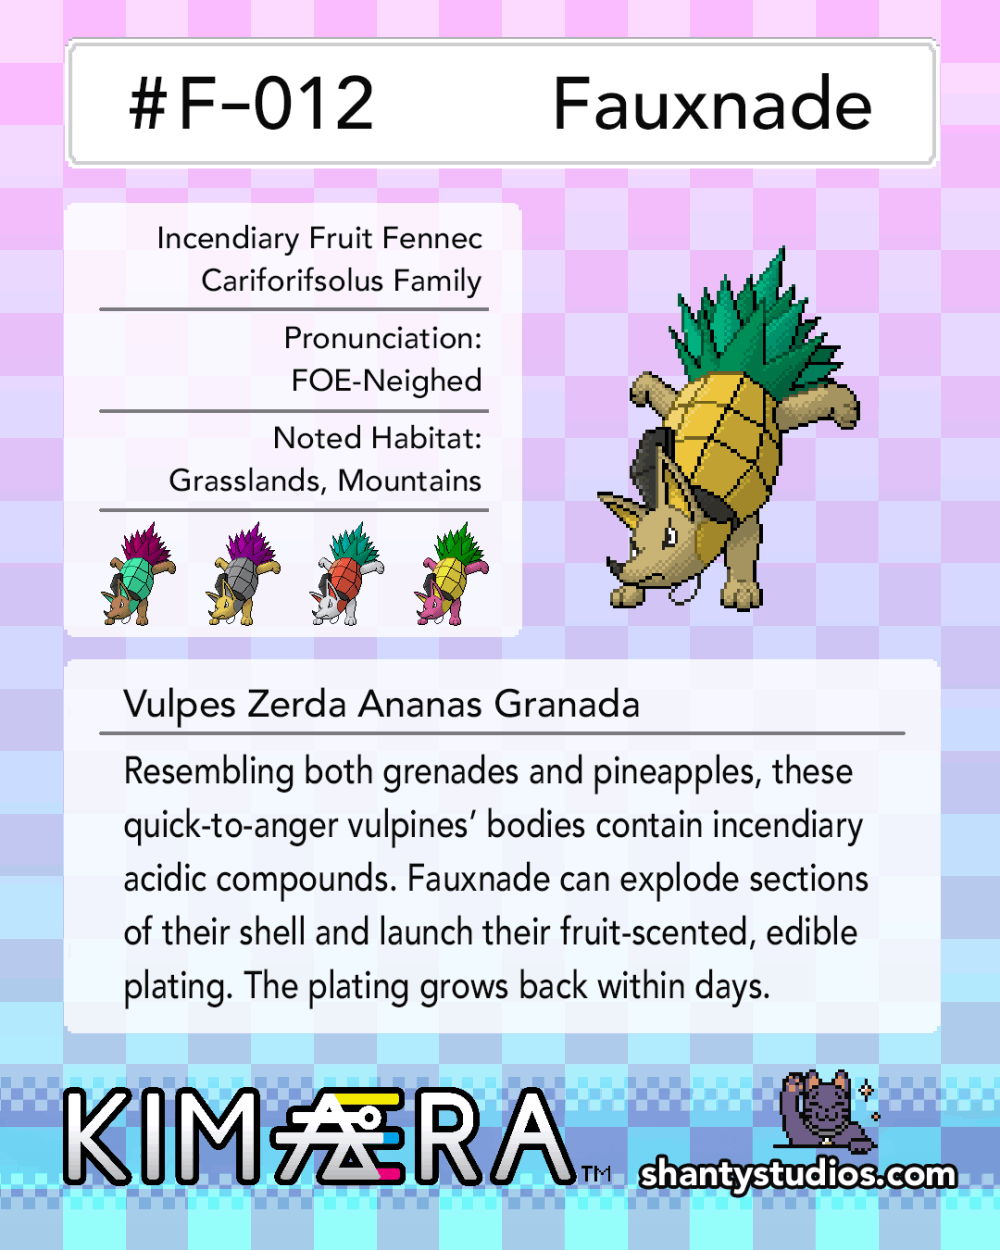 #F-012 Fauxnade
Incendiary Fruit Fennec
Cariforifsolus Family
Pronunciation:
FOE-Neighed
Noted Habitat:
Grasslands, Mountains
Vulpes Zerda Ananas Granada
Resembling both grenades and pineapples, these
quick-to-anger vulpines’ bodies contain incendiary
acidic compounds. Fauxnade can explode sections
of their shell and launch their fruit-scented, edible
plating. The plating grows back within days.
KIMÆRA™
shantystudios.com